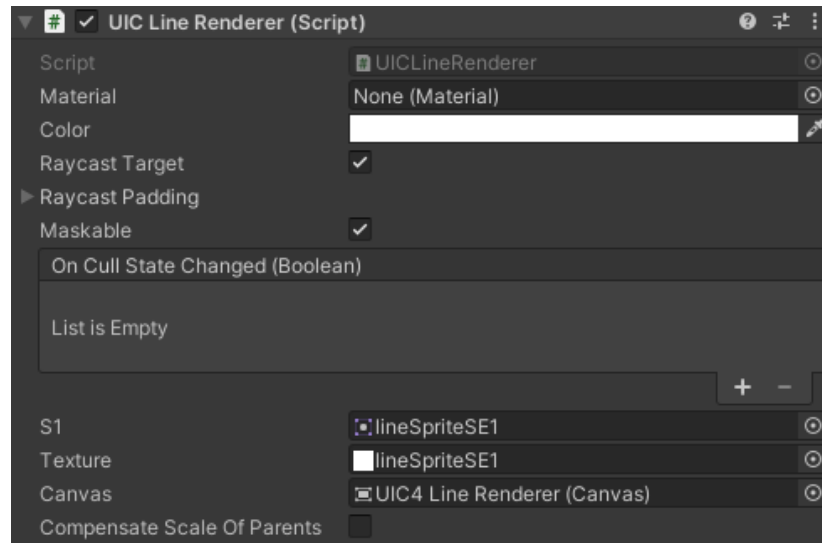 UIC Line Renderer (Script)
Script UICLineRenderer
Material None (Material)
Color
Raycast Target
Raycast Padding
Maskable
On Cull State Changed (Boolean)
List is Empty
S1 lineSpriteSE1
Texture lineSpriteSE1
Canvas UIC4 Line Renderer (Canvas)
Compensate Scale Of Parents